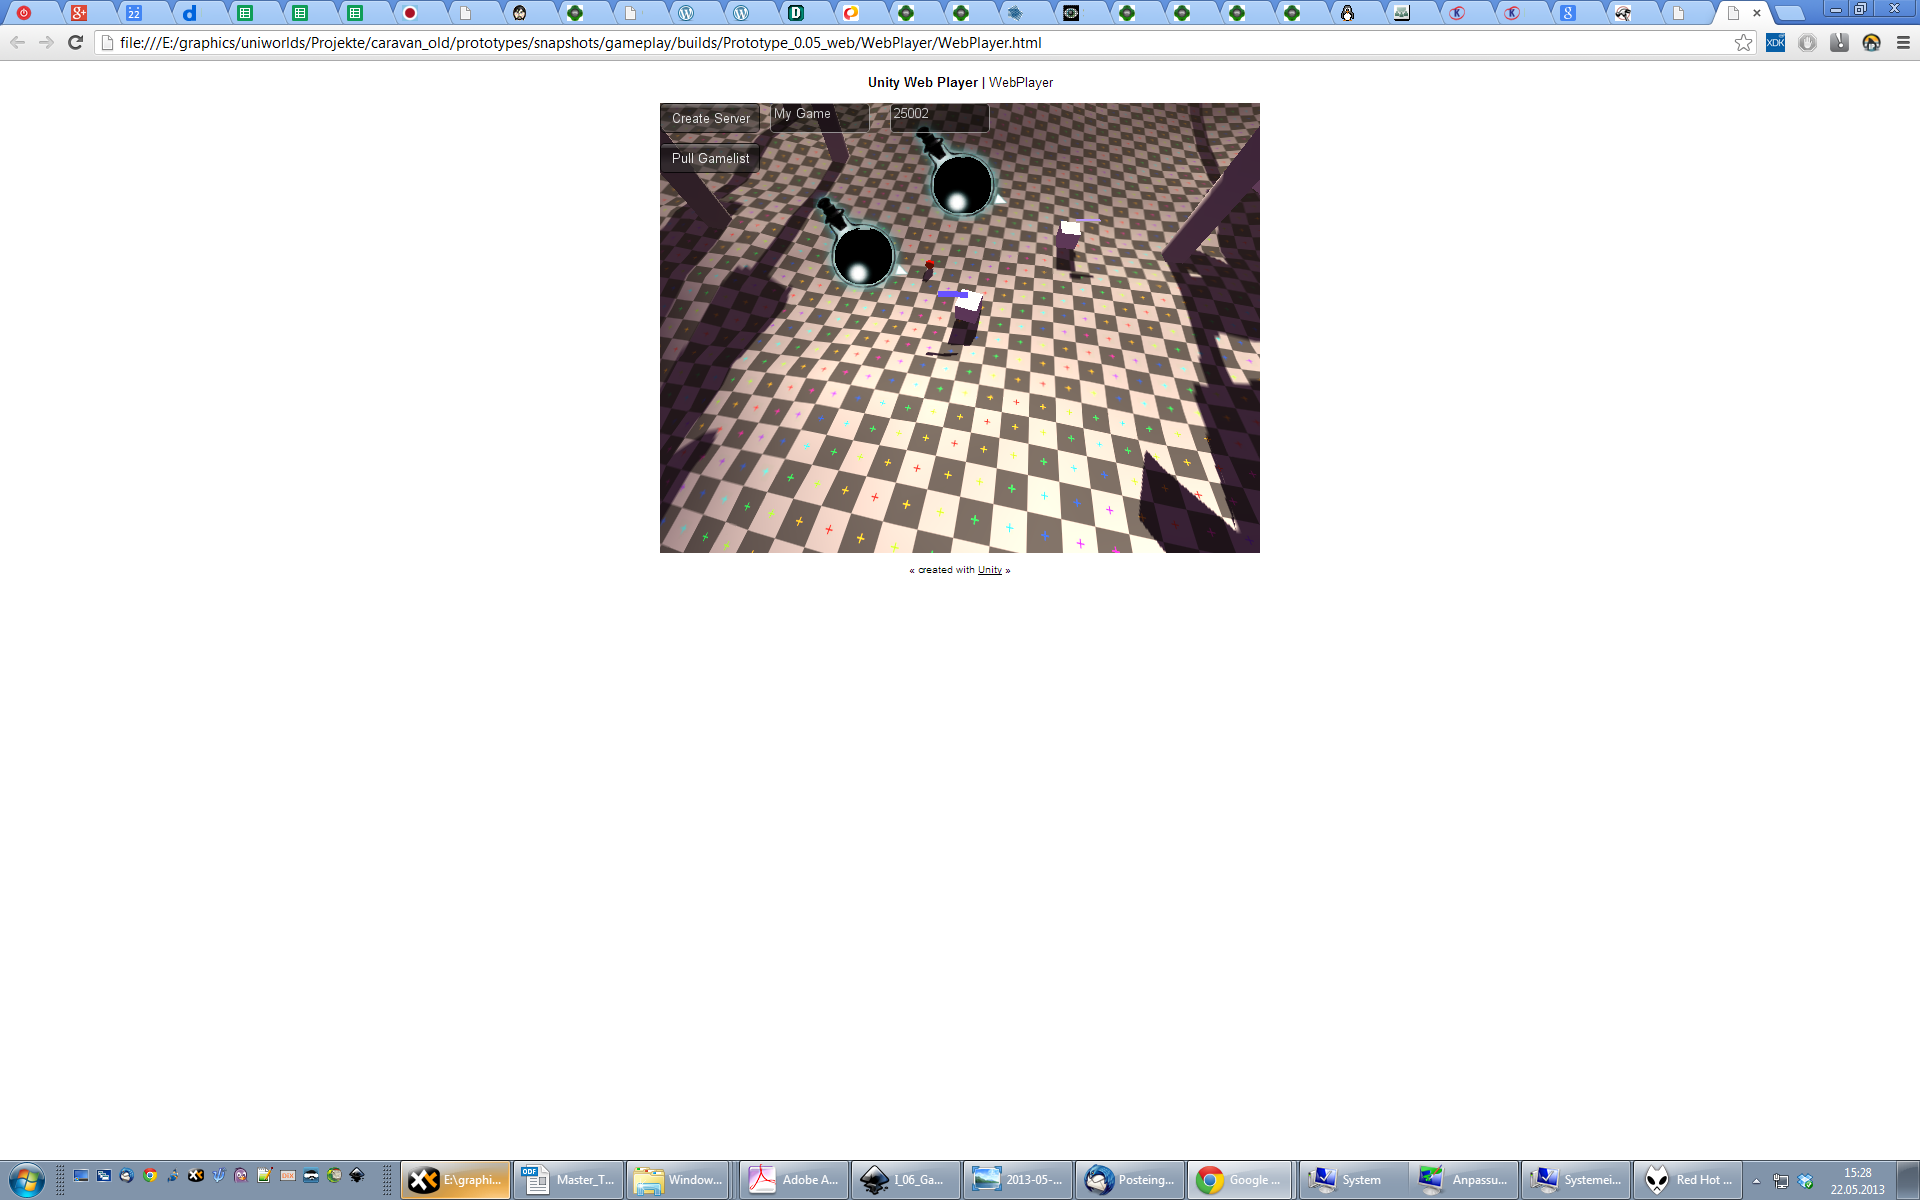 22
file:///E:/graphics/uniworlds/Projekte/caravan_old/prototypes/snapshots/gameplay/builds/Prototype_0.05_web/WebPlayer/WebPlayer.html
XDK
Unity Web Player | WebPlayer
Create Server
My Game
25002
Pull Gamelist
« created with Unity »
E:\graphi...
Master_T...
Window...
Adobe A...
I_06_Ga...
2013-05-...
Posteing...
Google ...
System
Anpassu...
Systemei...
Red Hot ...
15:28
22.05.2013